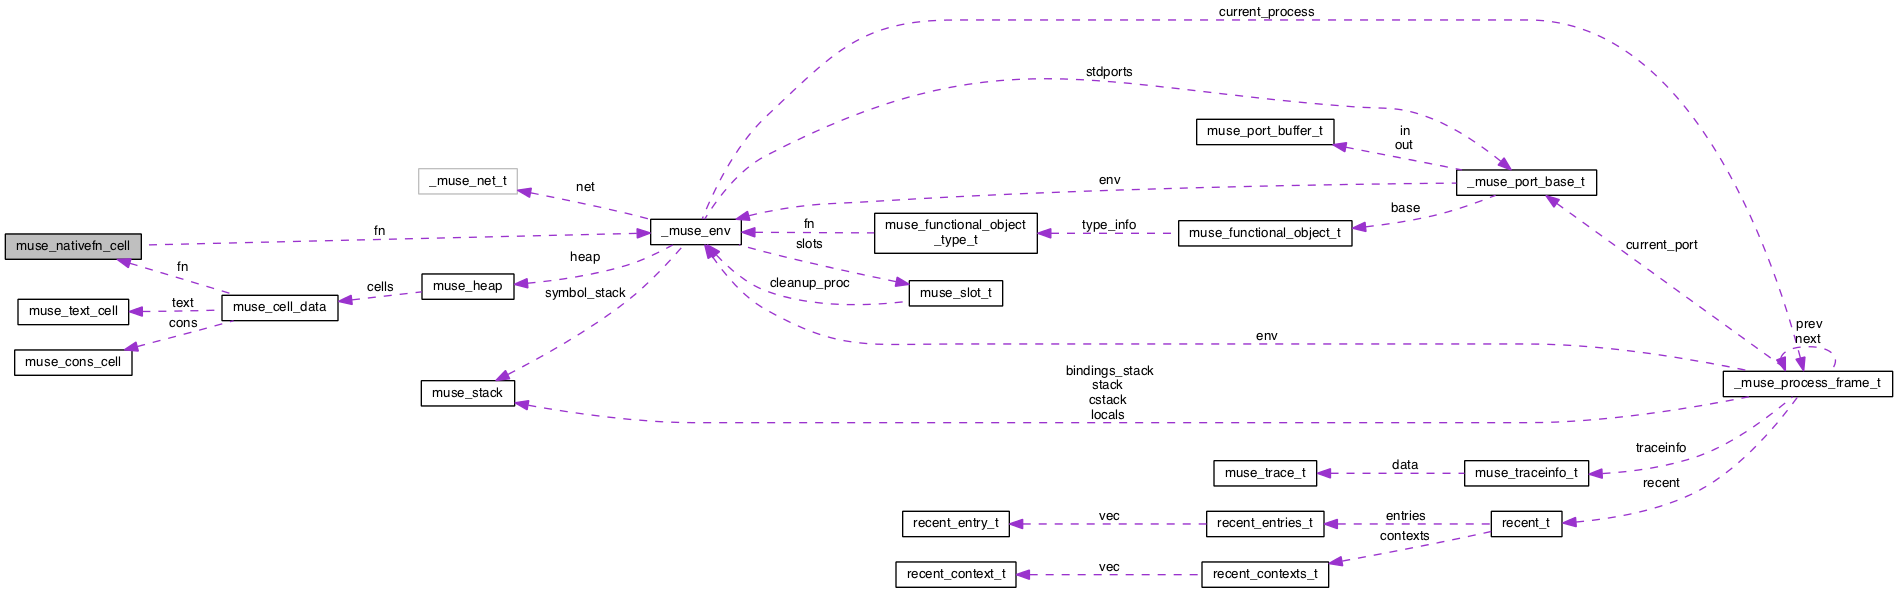 current_process
stdports
muse_port_buffer_t
in
out
_muse_net_t
net
env
_muse_port_base_t
base
muse_nativefn_cell
fn
_muse_env
fn
muse_functional_object
_type_t
type_info
muse_functional_object_t
slots
current_port
fn
heap
cells
muse_heap
symbol_stack
cleanup_proc
muse_slot_t
text
muse_text_cell
muse_cell_data
cons
muse_cons_cell
env
prev
next
bindings_stack
stack
cstack
locals
muse_stack
_muse_process_frame_t
traceinfo
muse_trace_t
data
muse_traceinfo_t
recent
recent_entry_t
vec
recent_entries_t
entries
recent_t
contexts
recent_context_t
vec
recent_contexts_t